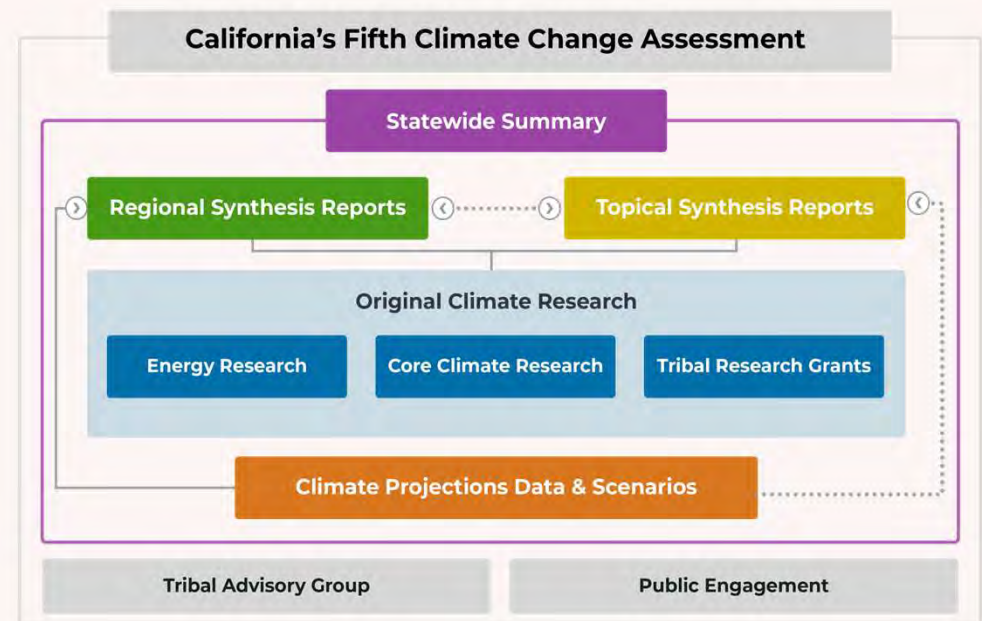 California’s Fifth Climate Change Assessment
Statewide Summary
Regional Synthesis Reports
Topical Synthesis Reports
Original Climate Research
Energy Research
Core Climate Research
Tribal Research Grants
Climate Projections Data & Scenarios
Tribal Advisory Group
Public Engagement